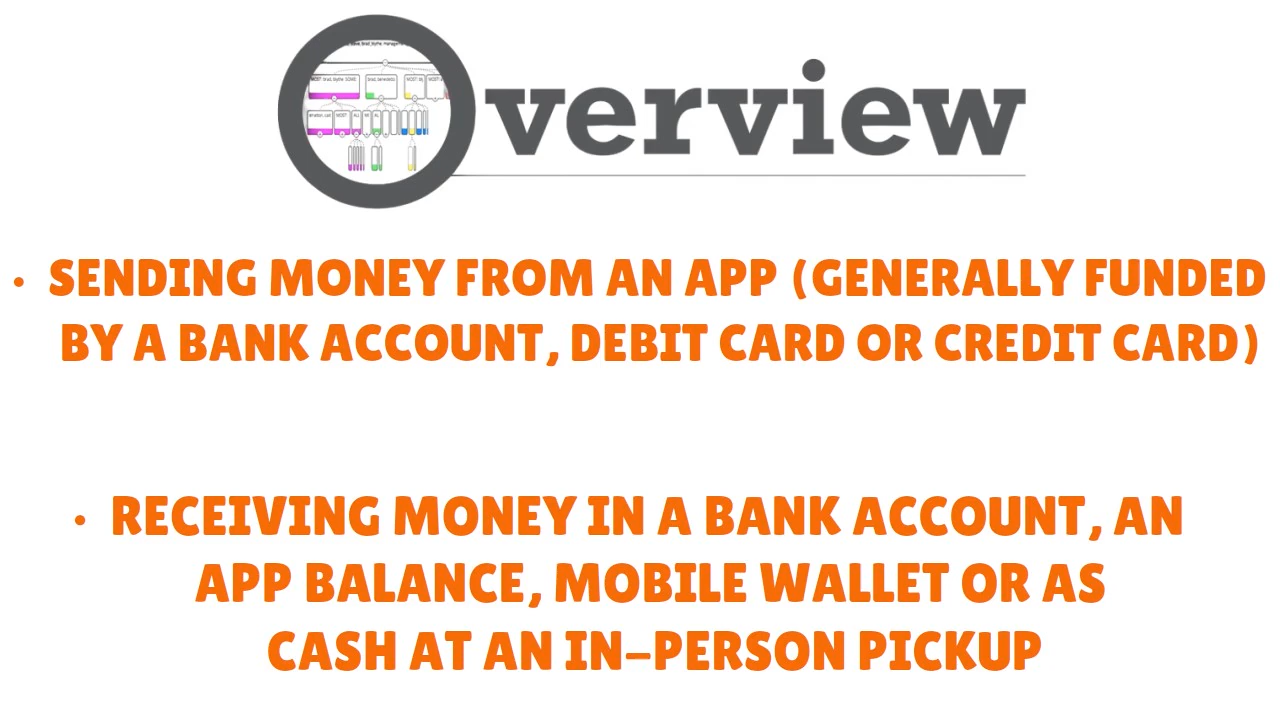 Overview
• SENDING MONEY FROM AN APP (GENERALLY FUNDED
BY A BANK ACCOUNT, DEBIT CARD OR CREDIT CARD)
• RECEIVING MONEY IN A BANK ACCOUNT, AN
APP BALANCE, MOBILE WALLET OR AS
CASH AT AN IN-PERSON PICKUP